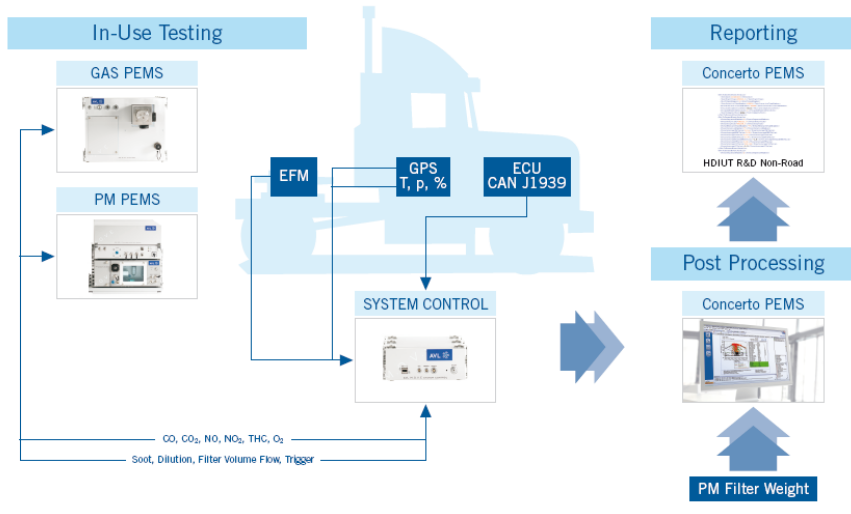 In-Use Testing
GAS PEMS
PM PEMS
EFM
GPS
T, p, %
ECU
CAN J1939
SYSTEM CONTROL
AVL
CO, CO₂, NO, NO₂, THC, O₂
Soot, Dilution, Filter Volume Flow, Trigger
Reporting
Concerto PEMS
HDIUT R&D Non-Road
Post Processing
Concerto PEMS
PM Filter Weight